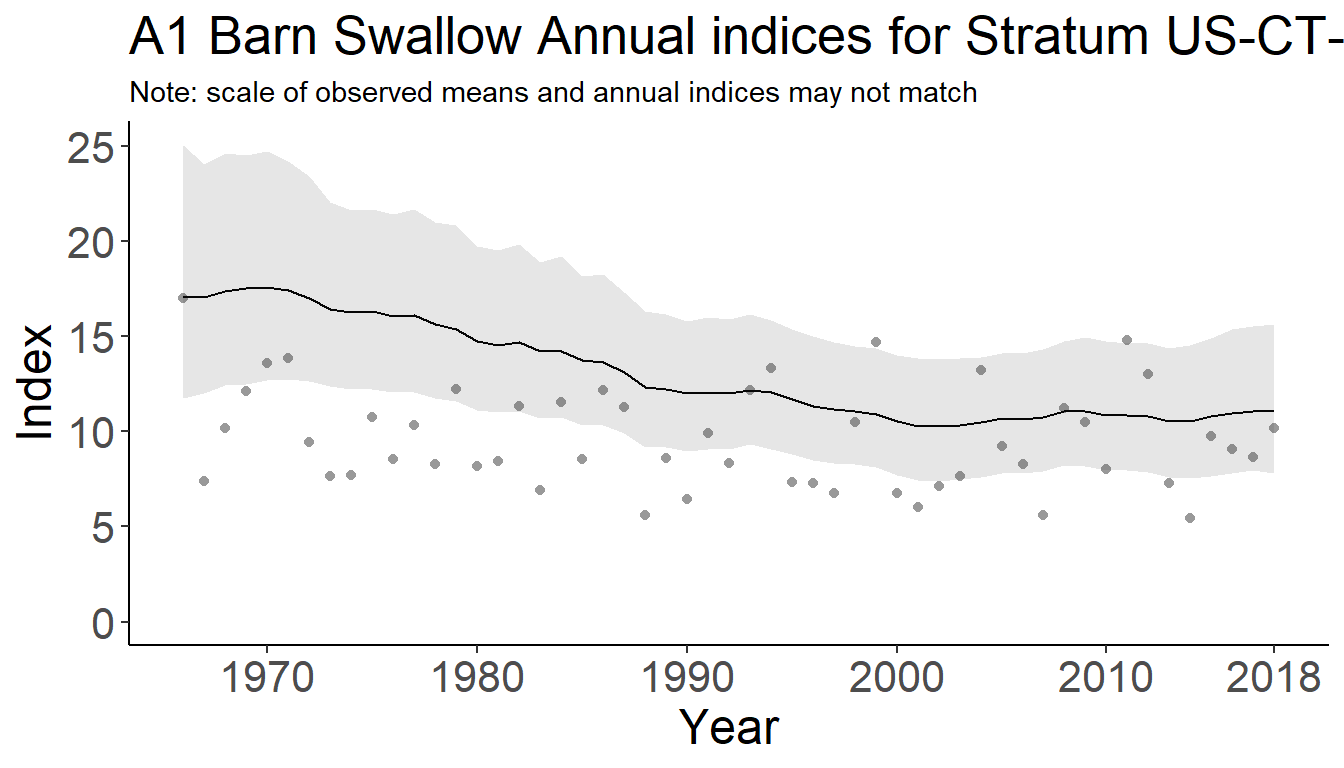 A1 Barn Swallow Annual indices for Stratum US-CT-
Note: scale of observed means and annual indices may not match
25
20
15
10
5
0
Index
1970 1980 1990 2000 2010 2018
Year